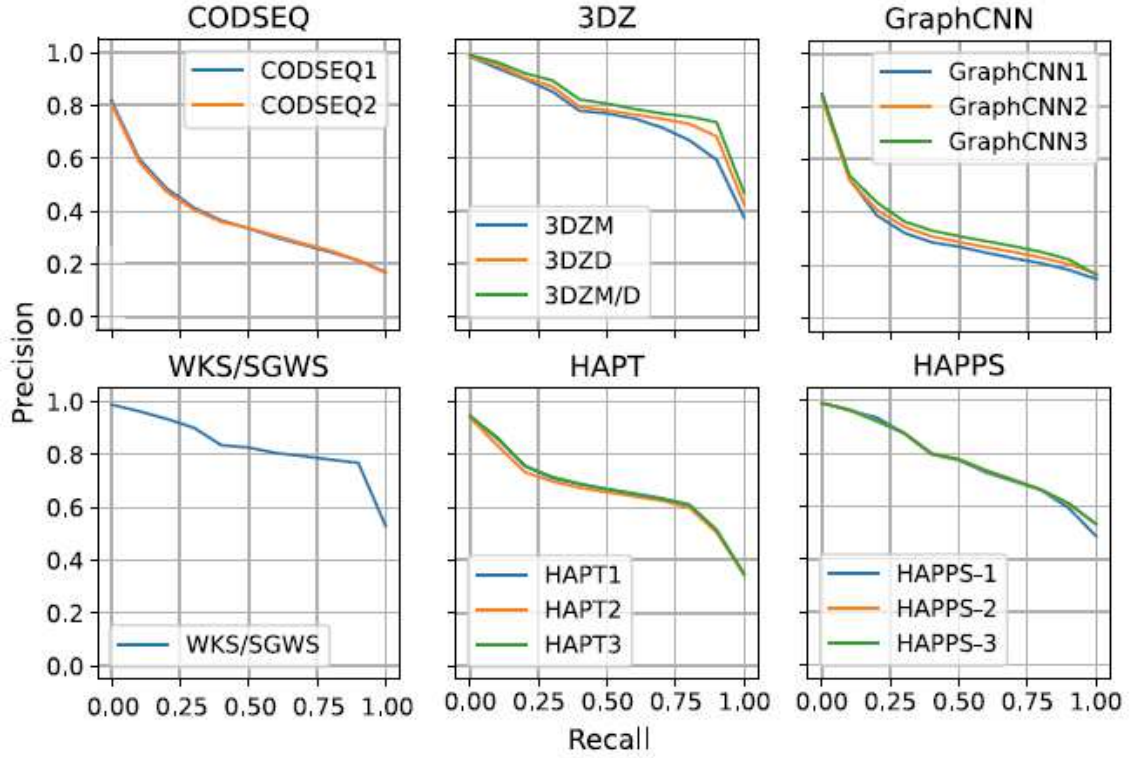 CODSEQ
1.0
0.8
0.6
0.4
0.2
0.0
CODSEQ1
CODSEQ2
3DZ
3DZM
3DZD
3DZM/D
GraphCNN
GraphCNN1
GraphCNN2
GraphCNN3
Precision
WKS/SGWS
1.0
0.8
0.6
0.4
0.2
0.0
WKS/SGWS
0.00 0.25 0.50 0.75 1.00
HAPT
HAPT1
HAPT2
HAPT3
0.00 0.25 0.50 0.75 1.00
HAPPS
HAPPS-1
HAPPS-2
HAPPS-3
0.00 0.25 0.50 0.75 1.00
Recall